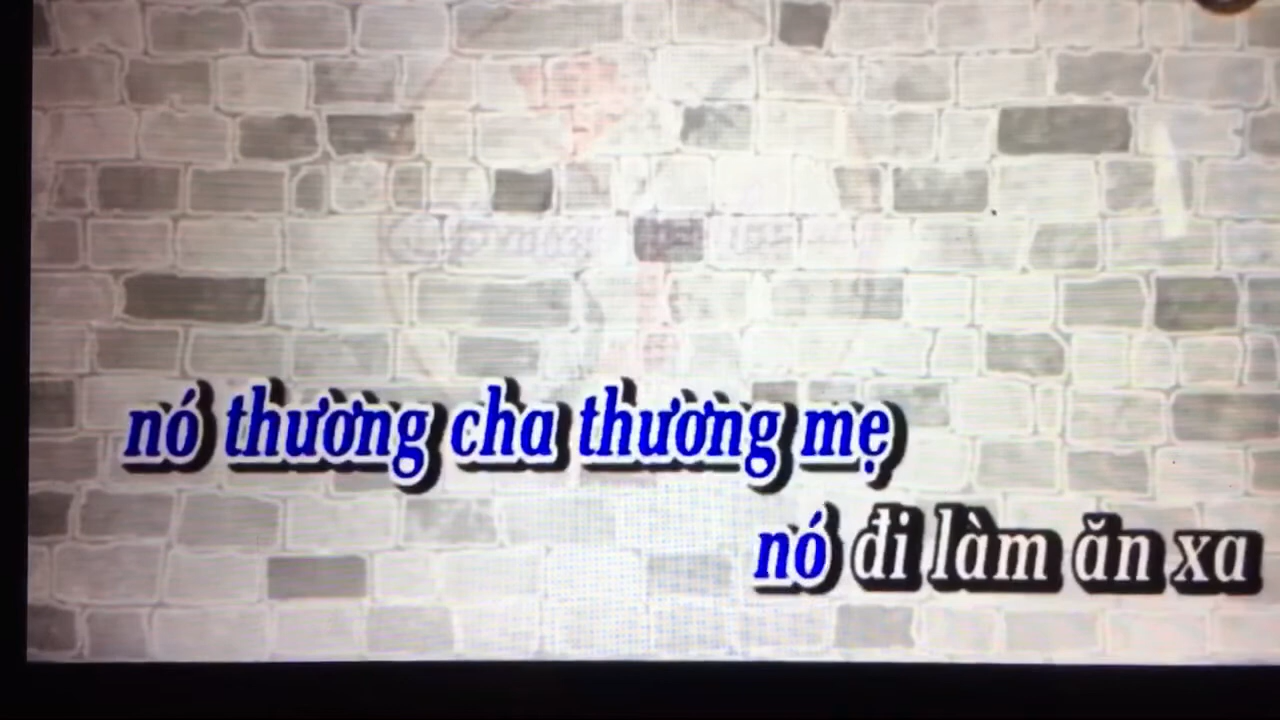 nó thương cha thương mẹ
nó đi làm ăn xa